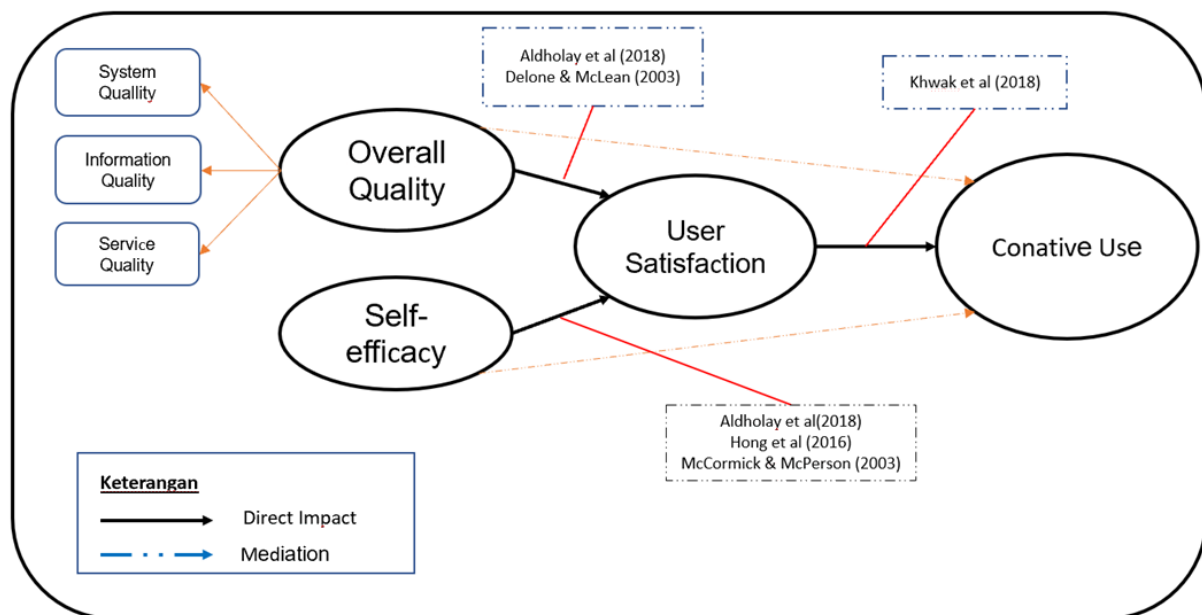 System
Quallity
Information
Quality
Service
Quality
Overall
Quality
Self-
efficacy
Aldholay et al (2018)
Delone & McLean (2003)
User
Satisfaction
Khwak et al (2018)
Conative Use
Aldholay et al(2018)
Hong et al (2016)
McCormick & McPerson (2003)
Keterangan
Direct Impact
Mediation